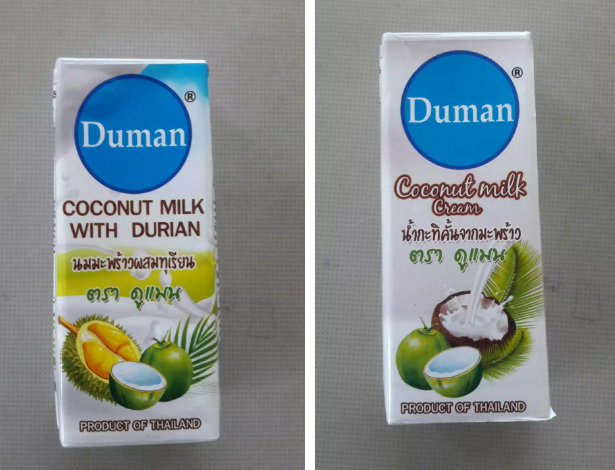 Duman
®
COCONUT MILK
WITH DURIAN
นมมะพร้าวผสมทุเรียน
ตรา ดูแมน
PRODUCT OF THAILAND
Duman
®
Coconut milk
Cream
น้ำกะทิคั้นจากมะพร้าว
ตรา ดูแมน
PRODUCT OF THAILAND